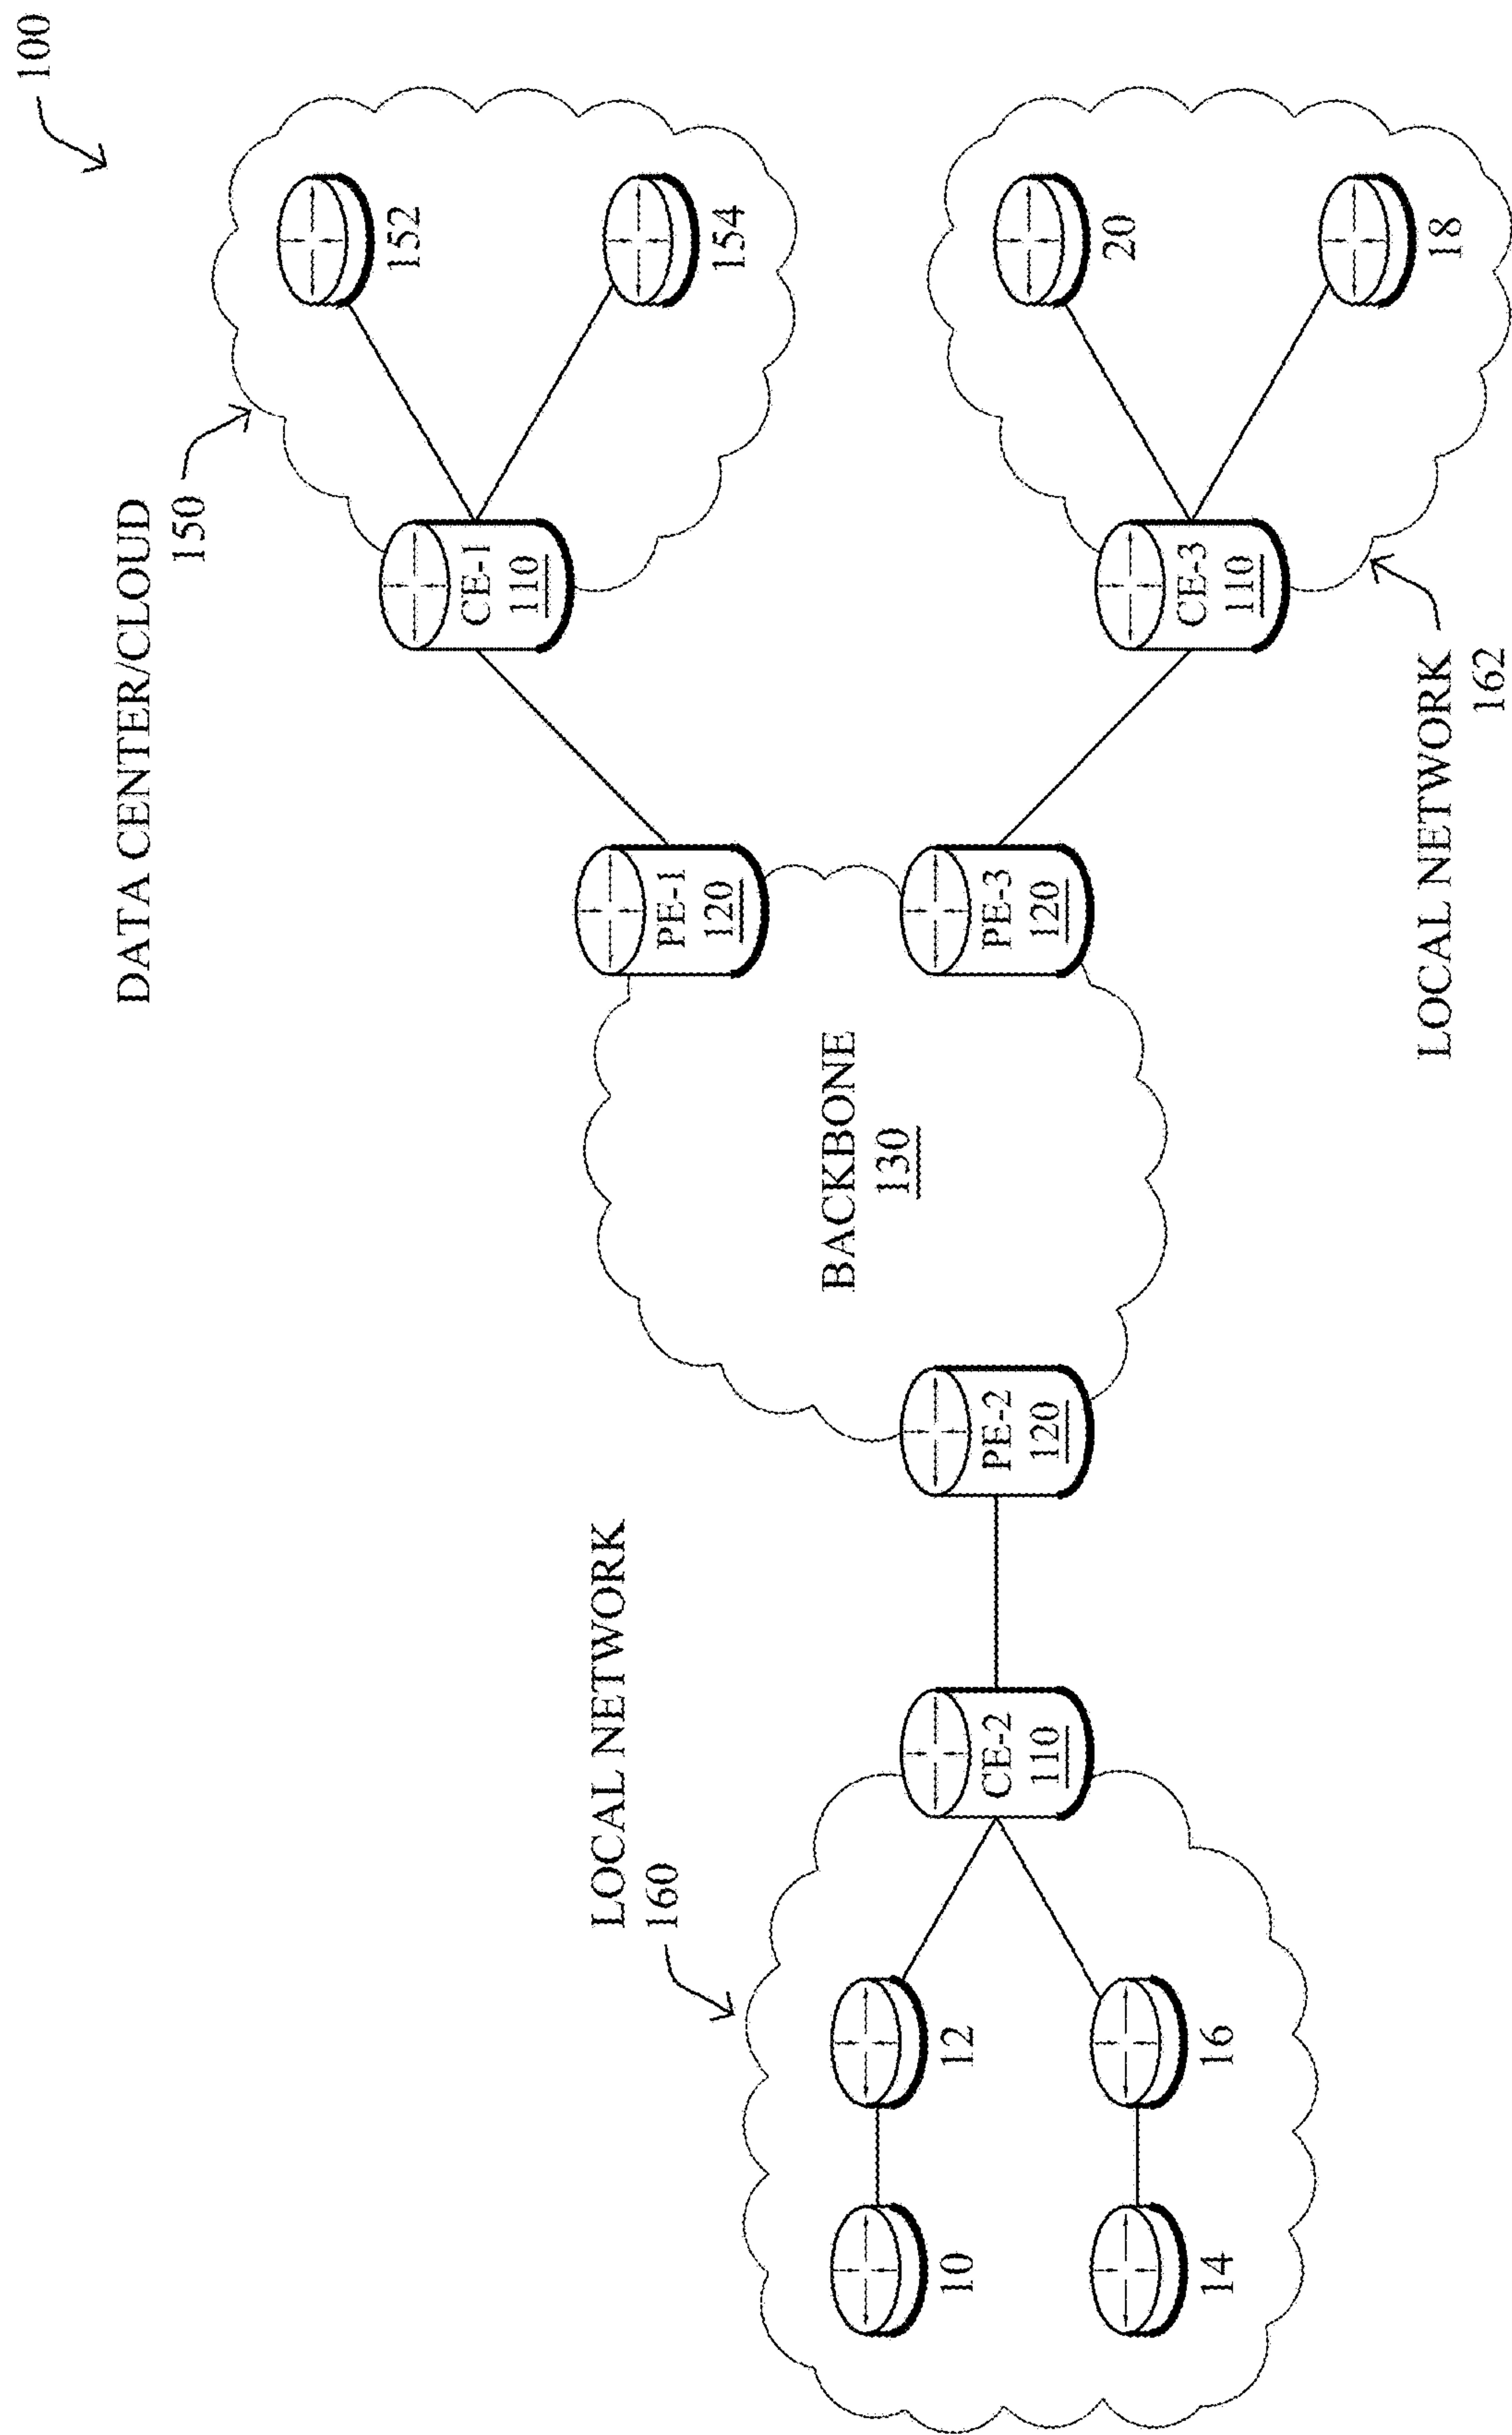 100
DATA CENTER/CLOUD
150
152
CE-1
110
LOCAL NETWORK
160
PE-1
120
154
BACKBONE
130
10
12
CE-2
110
PE-2
120
PE-3
120
20
14
16
CE-3
110
18
LOCAL NETWORK
162